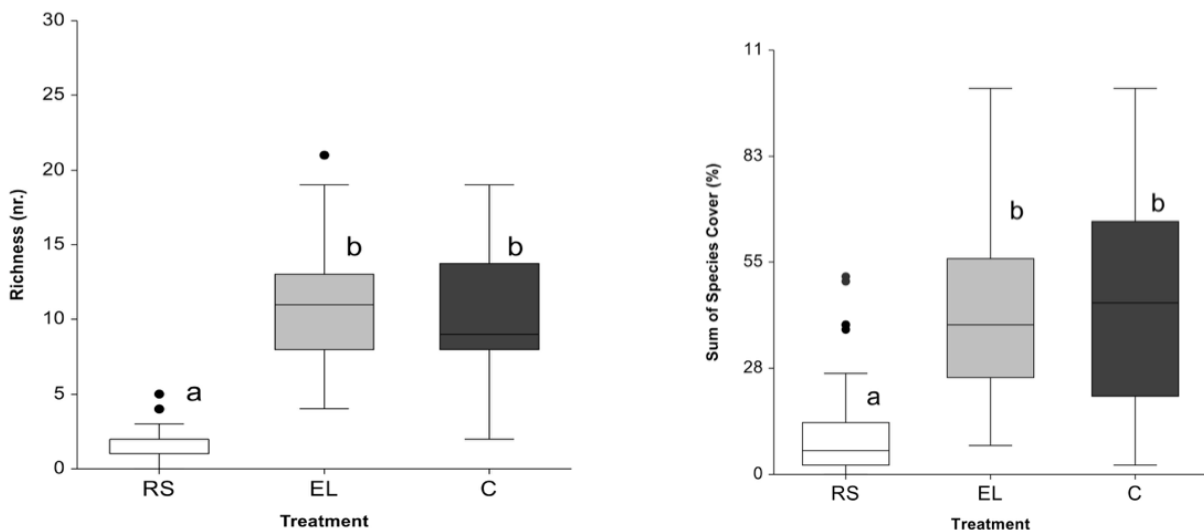 30
25
20
15
10
5
0
Richness (nr.)
a
b
b
RS
EL
C
Treatment
11
83
55
28
0
Sum of Species Cover (%)
a
b
b
RS
EL
C
Treatment